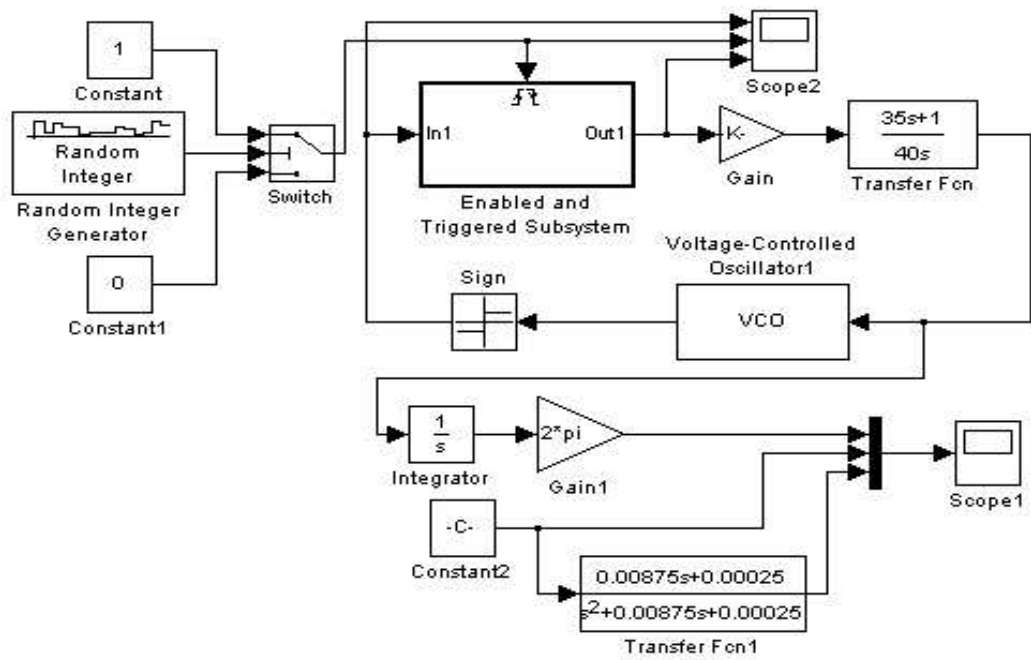 1
Constant
Random
Integer
Random Integer
Generator
0
Constant1
Switch
In1
Out1
Enabled and
Triggered Subsystem
Scope2
-K-
Gain
35s+1
40s
Transfer Fcn
Voltage-Controlled
Oscillator1
VCO
Sign
1
s
Integrator
2*pi
Gain1
Scope1
-C-
Constant2
0.00875s+0.00025
s²+0.00875s+0.00025
Transfer Fcn1